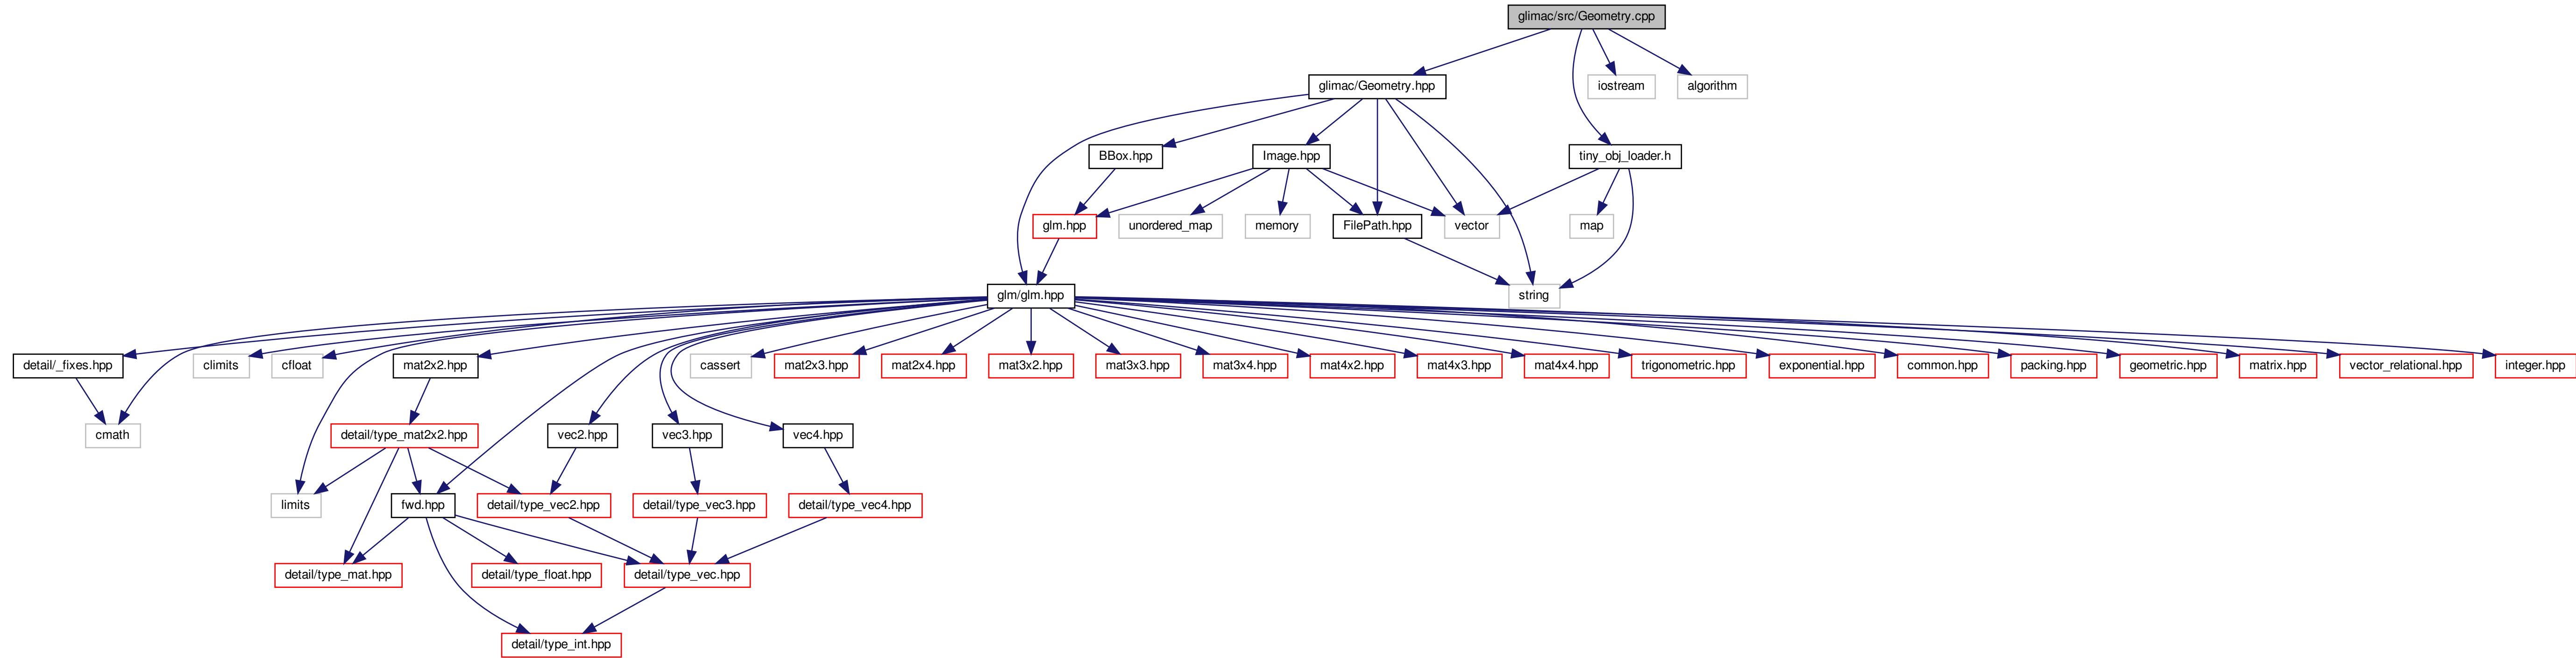 glimac/src/Geometry.cpp
glimac/Geometry.hpp
iostream
algorithm
BBox.hpp
Image.hpp
tiny_obj_loader.h
glm.hpp
unordered_map
memory
FilePath.hpp
vector
map
glm/glm.hpp
string
detail/_fixes.hpp
climits
cfloat
mat2x2.hpp
cassert
mat2x3.hpp
mat2x4.hpp
mat3x2.hpp
mat3x3.hpp
mat3x4.hpp
mat4x2.hpp
mat4x3.hpp
mat4x4.hpp
trigonometric.hpp
exponential.hpp
common.hpp
packing.hpp
geometric.hpp
matrix.hpp
vector_relational.hpp
integer.hpp
cmath
detail/type_mat2x2.hpp
vec2.hpp
vec3.hpp
vec4.hpp
limits
fwd.hpp
detail/type_vec2.hpp
detail/type_vec3.hpp
detail/type_vec4.hpp
detail/type_mat.hpp
detail/type_float.hpp
detail/type_vec.hpp
detail/type_int.hpp